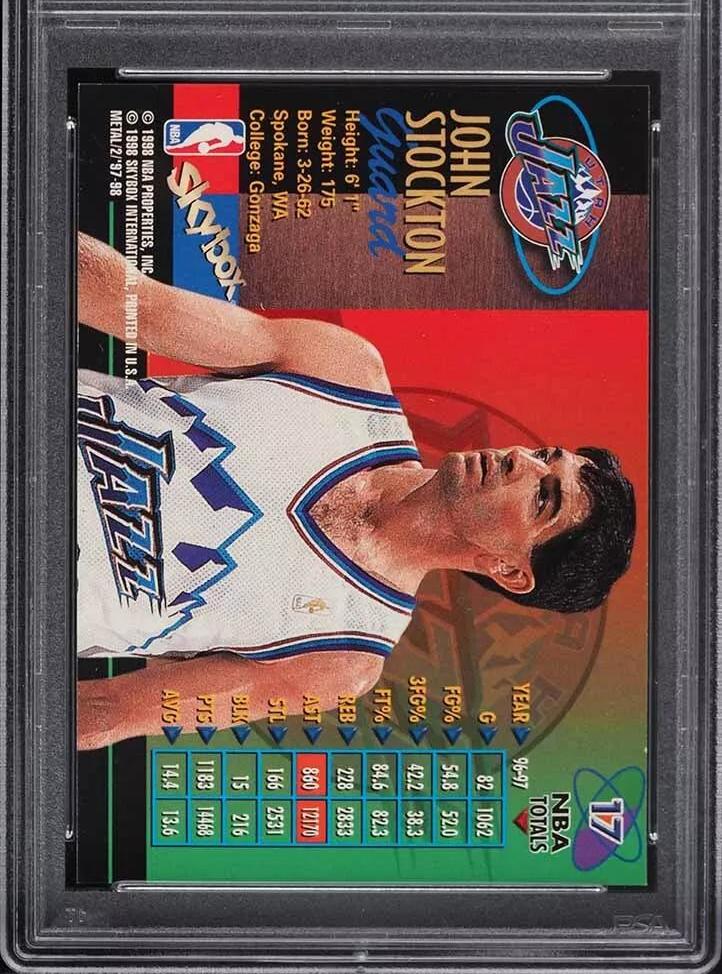 UTAH
JAZZ
JOHN
STOCKTON
Guard
Height: 6' 1"
Weight: 175
Born: 3-26-62
Spokane, WA
College: Gonzaga
NBA
SkyBox
© 1998 NBA PROPERTIES, INC.
© 1998 SKYBOX INTERNATIONAL. PRINTED IN U.S.A.
METAL/2/'97-98
JAZZ
17
NBA
TOTALS
YEAR 96-97
G 82 1062
FG% 54.8 52.0
3FG% 42.2 38.3
FT% 84.6 82.3
REB 228 2833
AST 860 12170
STL 166 2531
BLK 15 216
PTS 1183 14468
AVG 14.4 13.6
PSA